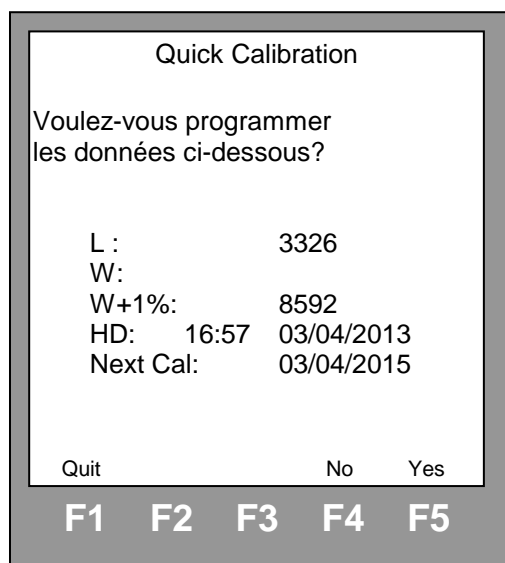 Quick Calibration
Voulez-vous programmer
les données ci-dessous?
L : 3326
W:
W+1%: 8592
HD: 16:57 03/04/2013
Next Cal: 03/04/2015
Quit No Yes
F1 F2 F3 F4 F5